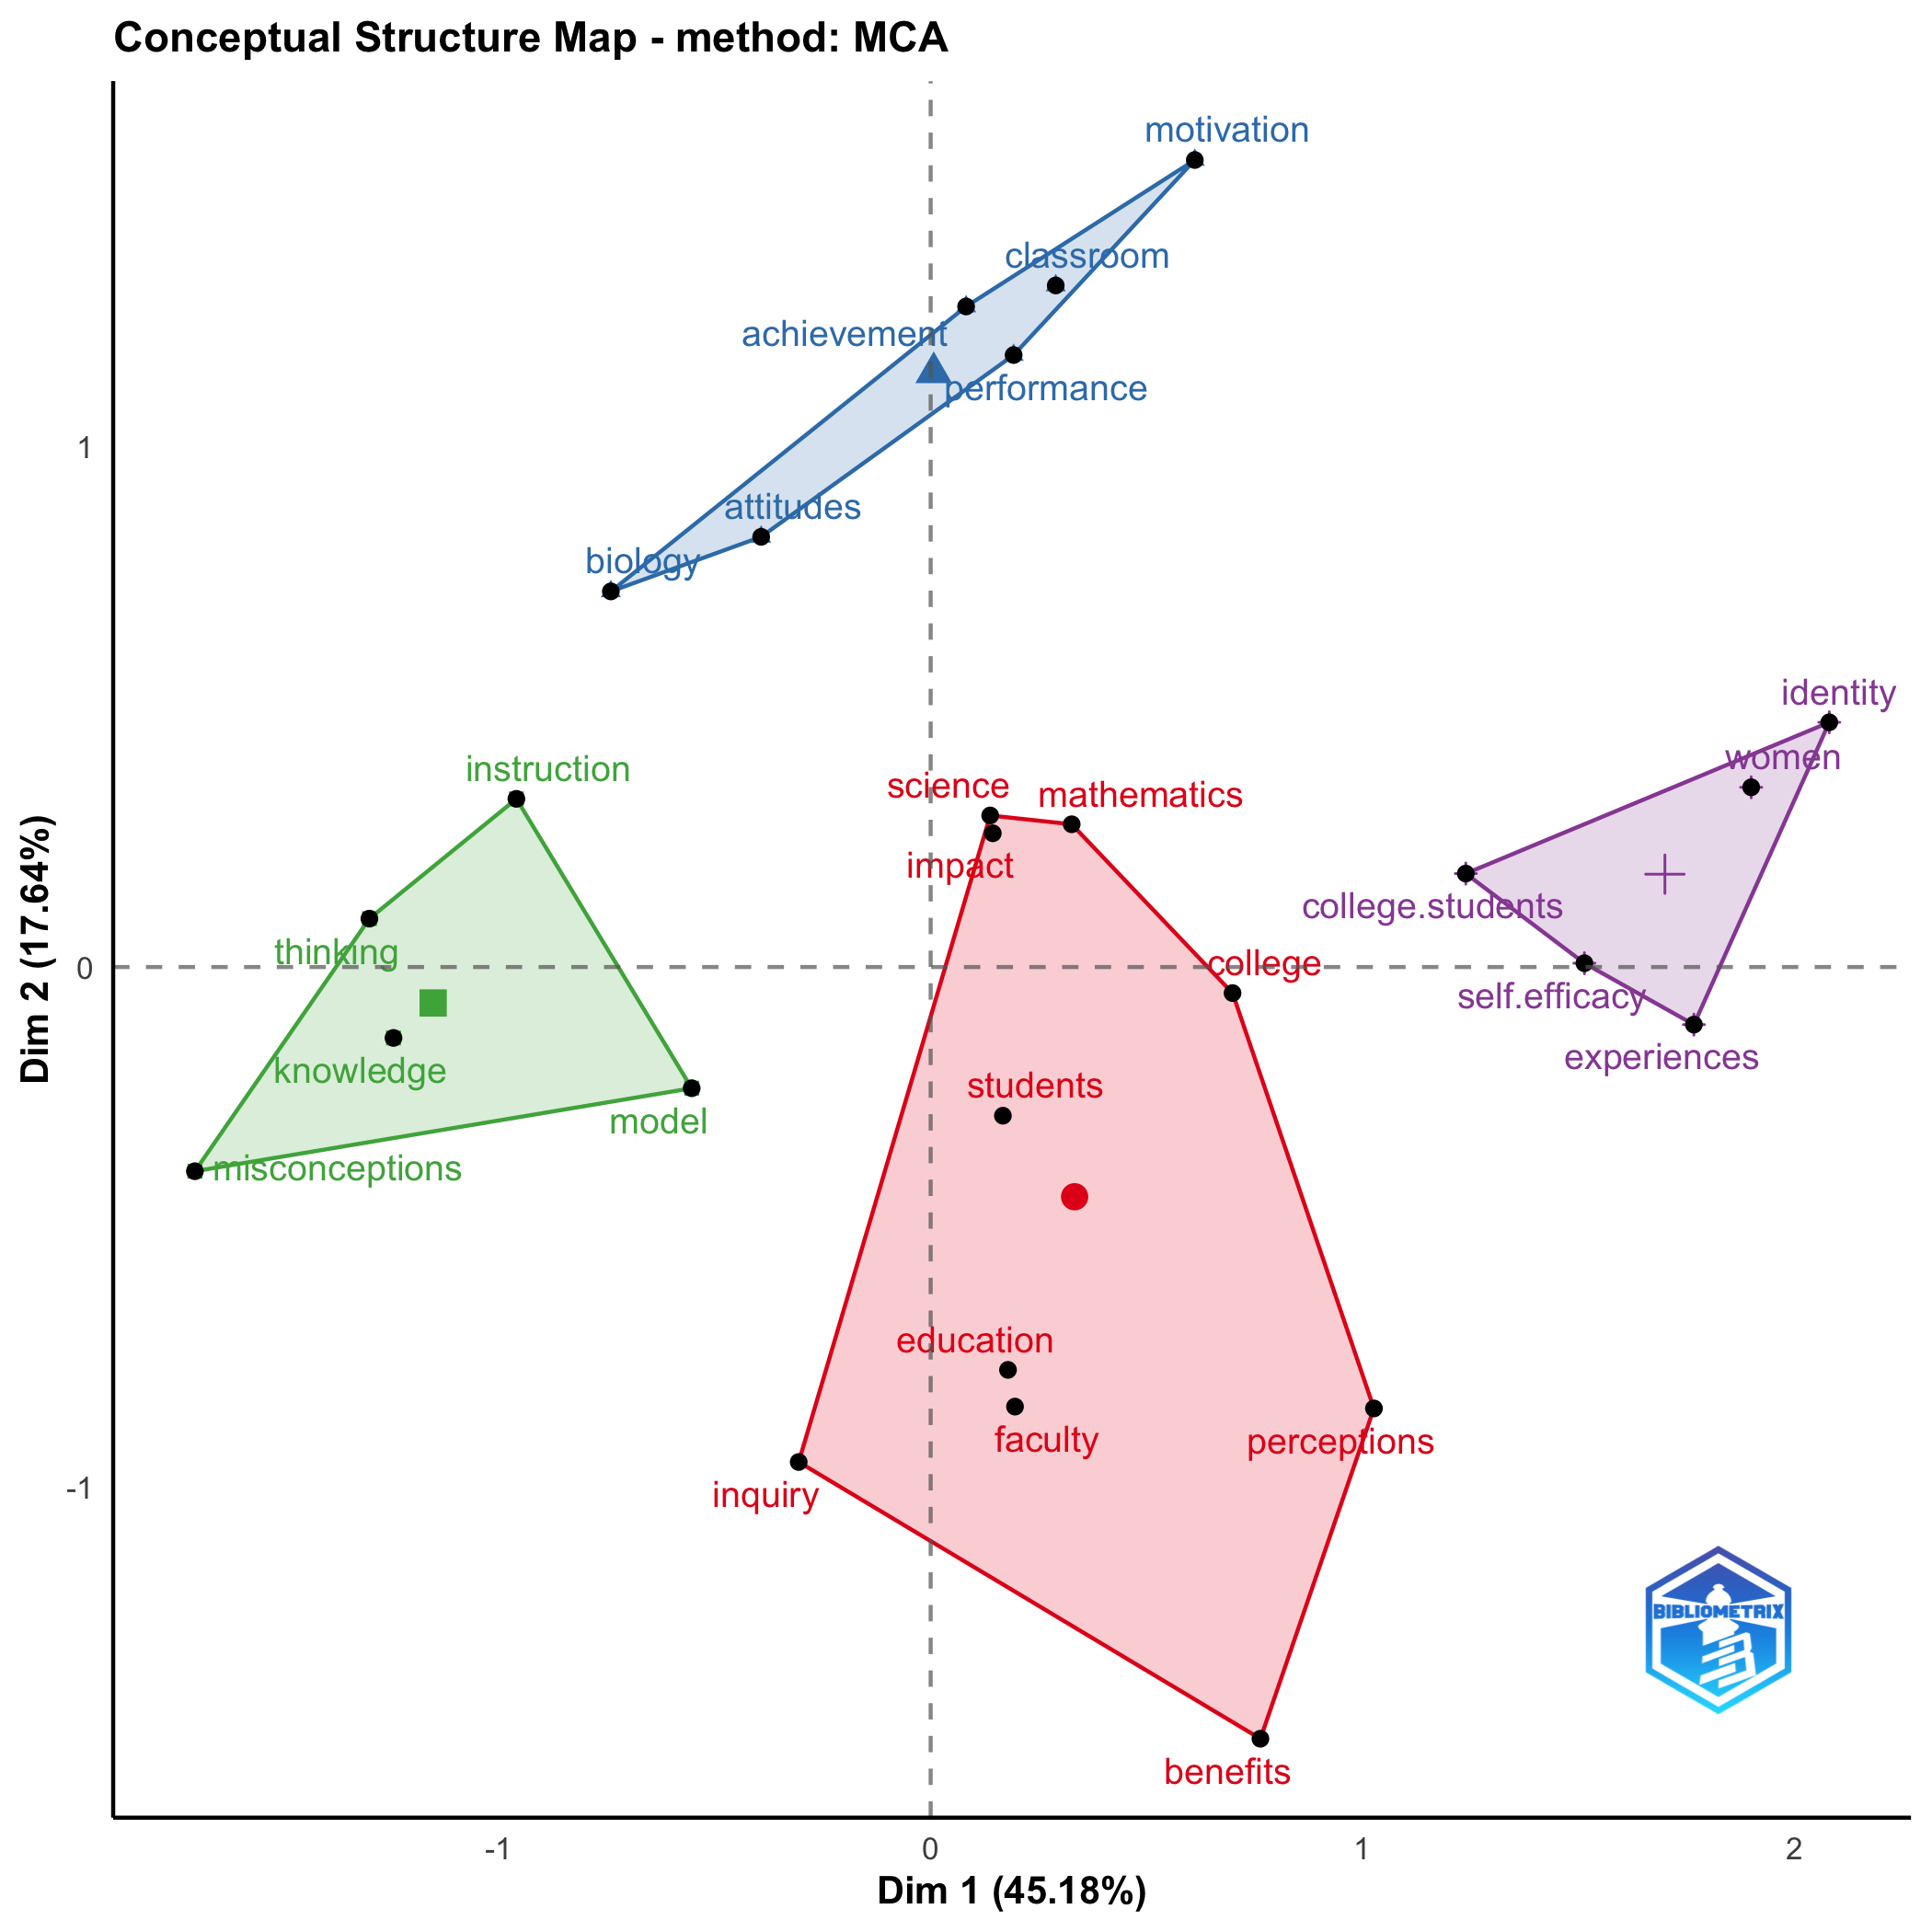 Conceptual Structure Map - method: MCA
motivation
classroom
achievement
performance
1
attitudes
biology
identity
women
instruction
science
mathematics
impact
college.students
thinking
college
0
self.efficacy
experiences
knowledge
students
model
misconceptions
education
faculty
perceptions
-1
inquiry
BIBLIOMETRIX
benefits
Dim 2 (17.64%)
-1
0
1
2
Dim 1 (45.18%)